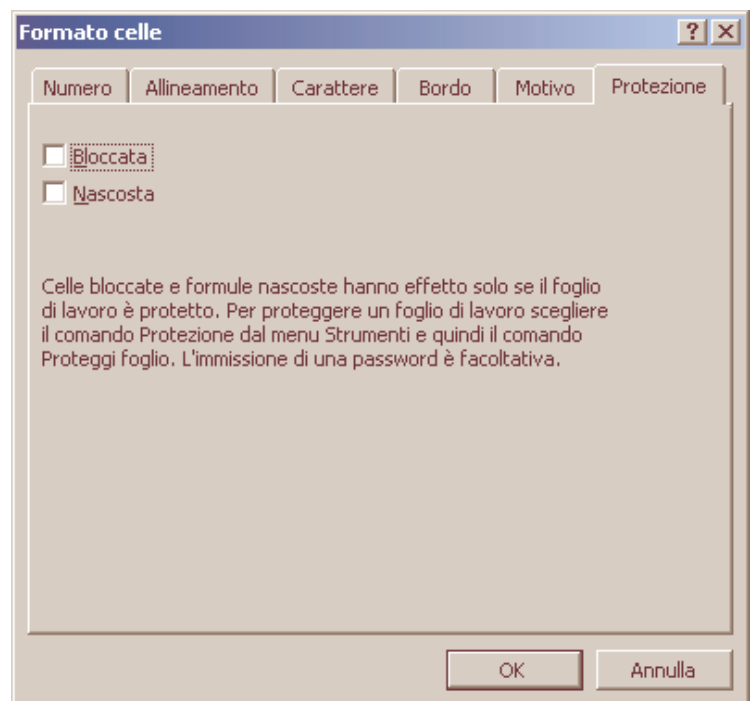 Formato celle
Numero Allineamento Carattere Bordo Motivo Protezione
Bloccata
Nascosta
Celle bloccate e formule nascoste hanno effetto solo se il foglio
di lavoro è protetto. Per proteggere un foglio di lavoro scegliere
il comando Protezione dal menu Strumenti e quindi il comando
Proteggi foglio. L'immissione di una password è facoltativa.
OK Annulla